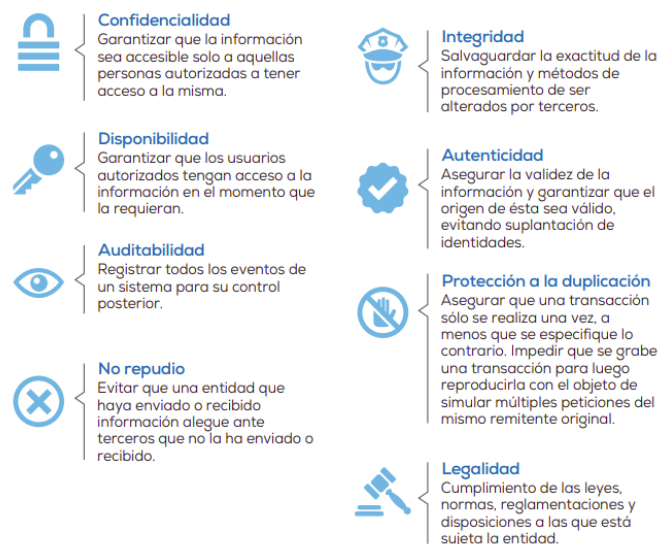 Confidencialidad
Garantizar que la información
sea accesible solo a aquellas
personas autorizadas a tener
acceso a la misma.
Disponibilidad
Garantizar que los usuarios
autorizados tengan acceso a la
información en el momento que
la requieran.
Auditabilidad
Registrar todos los eventos de
un sistema para su control
posterior.
No repudio
Evitar que una entidad que
haya enviado o recibido
información alegue ante
terceros que no la ha enviado o
recibido.
Integridad
Salvaguardar la exactitud de la
información y métodos de
procesamiento de ser
alterados por terceros.
Autenticidad
Asegurar la validez de la
información y garantizar que el
origen de ésta sea válido,
evitando suplantación de
identidades.
Protección a la duplicación
Asegurar que una transacción
sólo se realiza una vez, a
menos que se especifique lo
contrario. Impedir que se grabe
una transacción para luego
reproducirla con el objeto de
simular múltiples peticiones del
mismo remitente original.
Legalidad
Cumplimiento de las leyes,
normas, reglamentaciones y
disposiciones a las que está
sujeta la entidad.